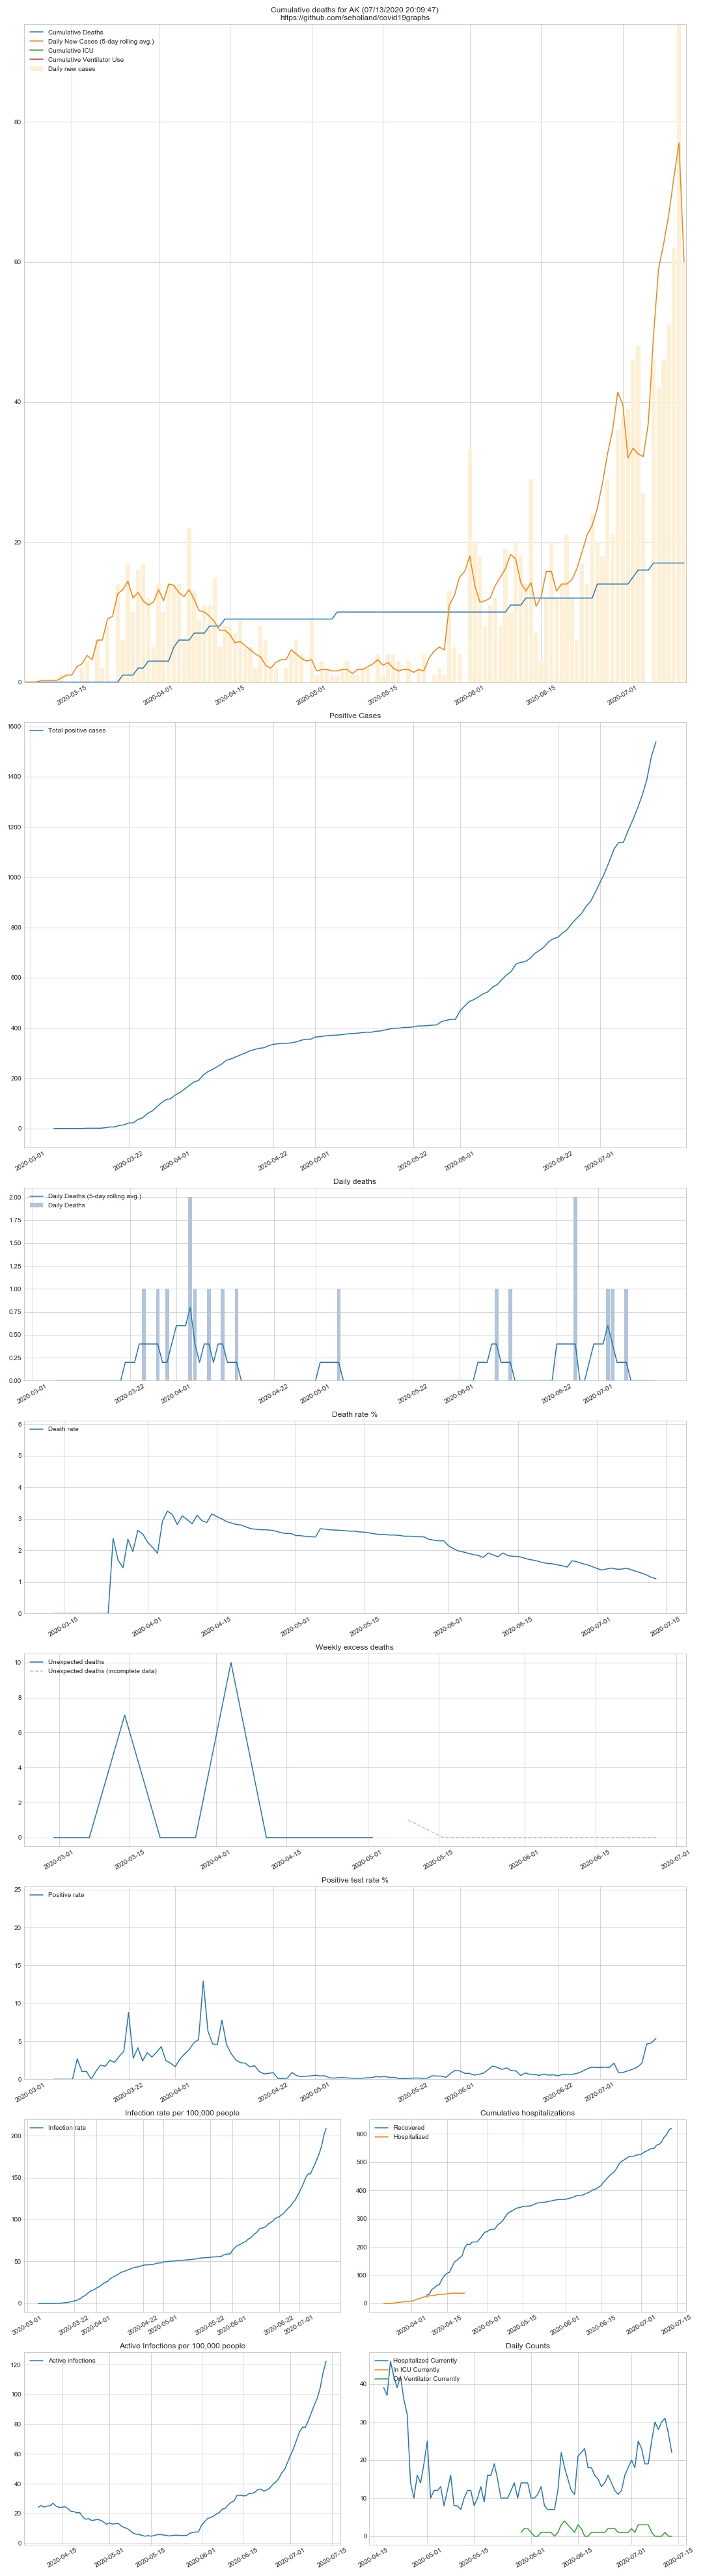 Cumulative deaths for AK (07/13/2020 20:09:47)
https://github.com/seholland/covid19graphs
Cumulative Deaths
Daily New Cases (5-day rolling avg.)
Cumulative ICU
Cumulative Ventilator Use
Daily new cases
80
60
40
20
0
2020-03-15 2020-04-01 2020-04-15 2020-05-01 2020-05-15 2020-06-01 2020-06-15 2020-07-01
Positive Cases
Total positive cases
1600
1400
1200
1000
800
600
400
200
0
2020-03-01 2020-03-22 2020-04-01 2020-04-22 2020-05-01 2020-05-22 2020-06-01 2020-06-22 2020-07-01
Daily deaths
Daily Deaths (5-day rolling avg.)
Daily Deaths
2.00
1.75
1.50
1.25
1.00
0.75
0.50
0.25
0.00
2020-03-01 2020-03-22 2020-04-01 2020-04-22 2020-05-01 2020-05-22 2020-06-01 2020-06-22 2020-07-01
Death rate %
Death rate
6
5
4
3
2
1
0
2020-03-15 2020-04-01 2020-04-15 2020-05-01 2020-05-15 2020-06-01 2020-06-15 2020-07-01 2020-07-15
Weekly excess deaths
Unexpected deaths
Unexpected deaths (incomplete data)
10
8
6
4
2
0
2020-03-01 2020-03-15 2020-04-01 2020-04-15 2020-05-01 2020-05-15 2020-06-01 2020-06-15 2020-07-01
Positive test rate %
Positive rate
25
20
15
10
5
0
2020-03-01 2020-03-22 2020-04-01 2020-04-22 2020-05-01 2020-05-22 2020-06-01 2020-06-22 2020-07-01
Infection rate per 100,000 people
Infection rate
200
150
100
50
0
2020-03-01 2020-03-22 2020-04-01 2020-04-22 2020-05-01 2020-05-22 2020-06-01 2020-06-22 2020-07-01
Cumulative hospitalizations
Recovered
Hospitalized
600
500
400
300
200
100
0
2020-04-01 2020-04-15 2020-05-01 2020-05-15 2020-06-01 2020-06-15 2020-07-01 2020-07-15
Active Infections per 100,000 people
Active infections
120
100
80
60
40
20
0
2020-04-15 2020-05-01 2020-05-15 2020-06-01 2020-06-15 2020-07-01 2020-07-15
Daily Counts
Hospitalized Currently
In ICU Currently
On Ventilator Currently
40
30
20
10
0
2020-04-15 2020-05-01 2020-05-15 2020-06-01 2020-06-15 2020-07-01 2020-07-15